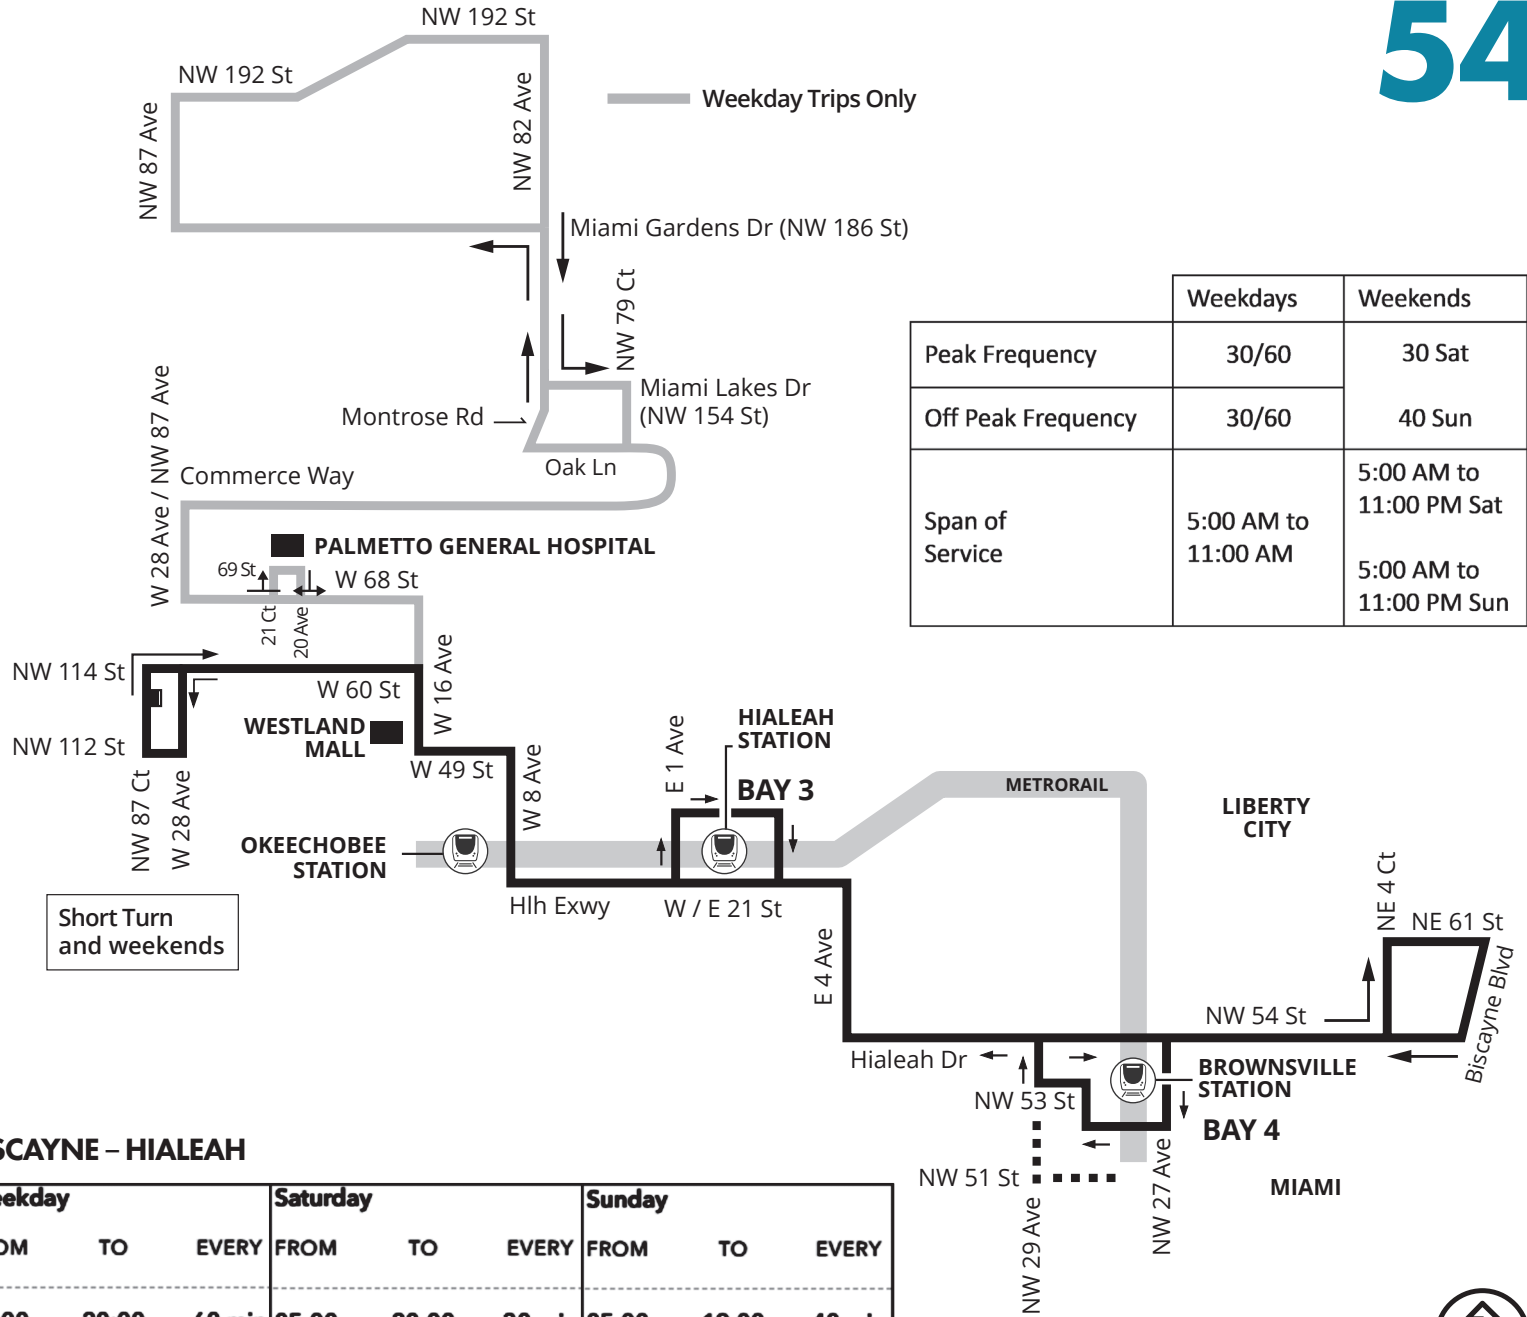 54
NW 192 St
NW 192 St
NW 87 Ave
NW 82 Ave
Weekday Trips Only
Miami Gardens Dr (NW 186 St)
NW 79 Ct
Miami Lakes Dr
(NW 154 St)
Montrose Rd
Oak Ln
W 28 Ave / NW 87 Ave
Commerce Way
PALMETTO GENERAL HOSPITAL
69 St
W 68 St
21 Ct
20 Ave
NW 114 St
W 60 St
W 16 Ave
WESTLAND
MALL
NW 112 St
W 49 St
NW 87 Ct
W 28 Ave
W 8 Ave
E 1 Ave
HIALEAH
STATION
BAY 3
METRORAIL
LIBERTY
CITY
OKEECHOBEE
STATION
Short Turn
and weekends
Hlh Exwy
W / E 21 St
E 4 Ave
NE 4 Ct
NE 61 St
Biscayne Blvd
NW 54 St
Hialeah Dr
BROWNSVILLE
STATION
NW 53 St
BAY 4
NW 51 St
NW 29 Ave
NW 27 Ave
MIAMI
Weekdays Weekends
Peak Frequency 30/60 30 Sat
Off Peak Frequency 30/60 40 Sun
Span of
Service
5:00 AM to
11:00 AM
5:00 AM to
11:00 PM Sat
5:00 AM to
11:00 PM Sun
SCAYNE – HIALEAH
ekday Saturday Sunday
OM TO EVERY FROM TO EVERY FROM TO EVERY